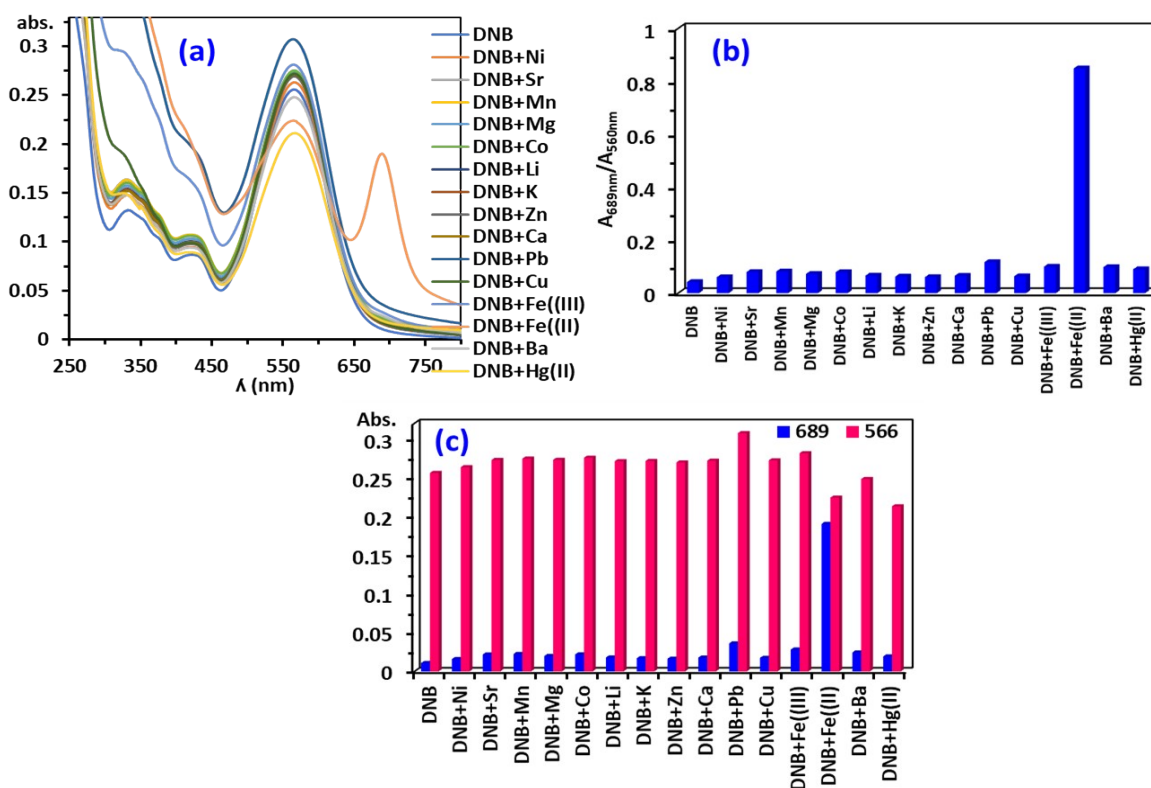 abs.
(a)
0.3
0.25
0.2
0.15
0.1
0.05
0
250
350
450
550
650
750
λ (nm)
DNB
DNB+Ni
DNB+Sr
DNB+Mn
DNB+Mg
DNB+Co
DNB+Li
DNB+K
DNB+Zn
DNB+Ca
DNB+Pb
DNB+Cu
DNB+Fe((III)
DNB+Fe((II)
DNB+Ba
DNB+Hg(II)
(b)
A689nm/A560nm
1
0.8
0.6
0.4
0.2
0
DNB
DNB+Ni
DNB+Sr
DNB+Mn
DNB+Mg
DNB+Co
DNB+Li
DNB+K
DNB+Zn
DNB+Ca
DNB+Pb
DNB+Cu
DNB+Fe((III)
DNB+Fe((II)
DNB+Ba
DNB+Hg(II)
Abs.
(c)
689
566
0.3
0.25
0.2
0.15
0.1
0.05
0
DNB
DNB+Ni
DNB+Sr
DNB+Mn
DNB+Mg
DNB+Co
DNB+Li
DNB+K
DNB+Zn
DNB+Ca
DNB+Pb
DNB+Cu
DNB+Fe((III)
DNB+Fe((II)
DNB+Ba
DNB+Hg(II)